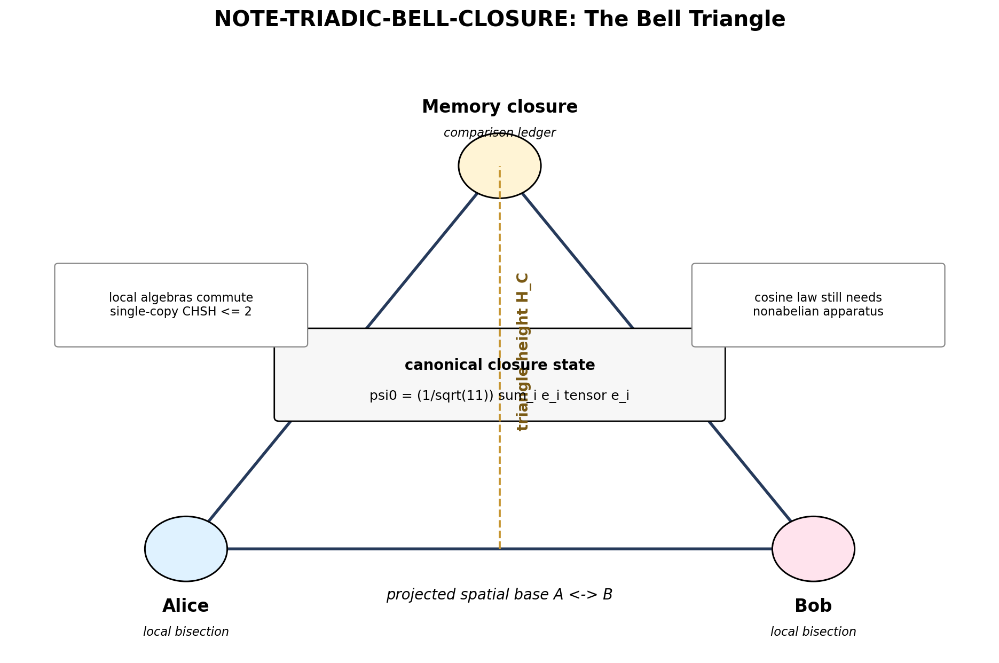 NOTE-TRIADIC-BELL-CLOSURE: The Bell Triangle
Memory closure
comparison ledger
local algebras commute
single-copy CHSH <= 2
cosine law still needs
nonabelian apparatus
triangle height H_C
canonical closure state
psi0 = (1/sqrt(11)) sum_i e_i tensor e_i
projected spatial base A <-> B
Alice
local bisection
Bob
local bisection